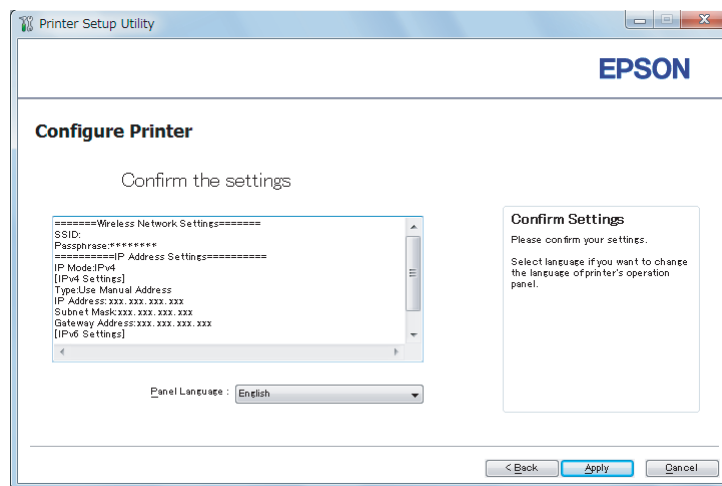 Printer Setup Utility
EPSON
Configure Printer
Confirm the settings
=======Wireless Network Settings=======
SSID:
Passphrase:********
==========IP Address Settings==========
IP Mode:IPv4
[IPv4 Settings]
Type:Use Manual Address
IP Address:xxx.xxx.xxx.xxx
Subnet Mask:xxx.xxx.xxx.xxx
Gateway Address:xxx.xxx.xxx.xxx
[IPv6 Settings]
Panel Language :
English
Confirm Settings
Please confirm your settings.
Select language if you want to change
the language of printer's operation
panel.
< Back
Apply
Cancel